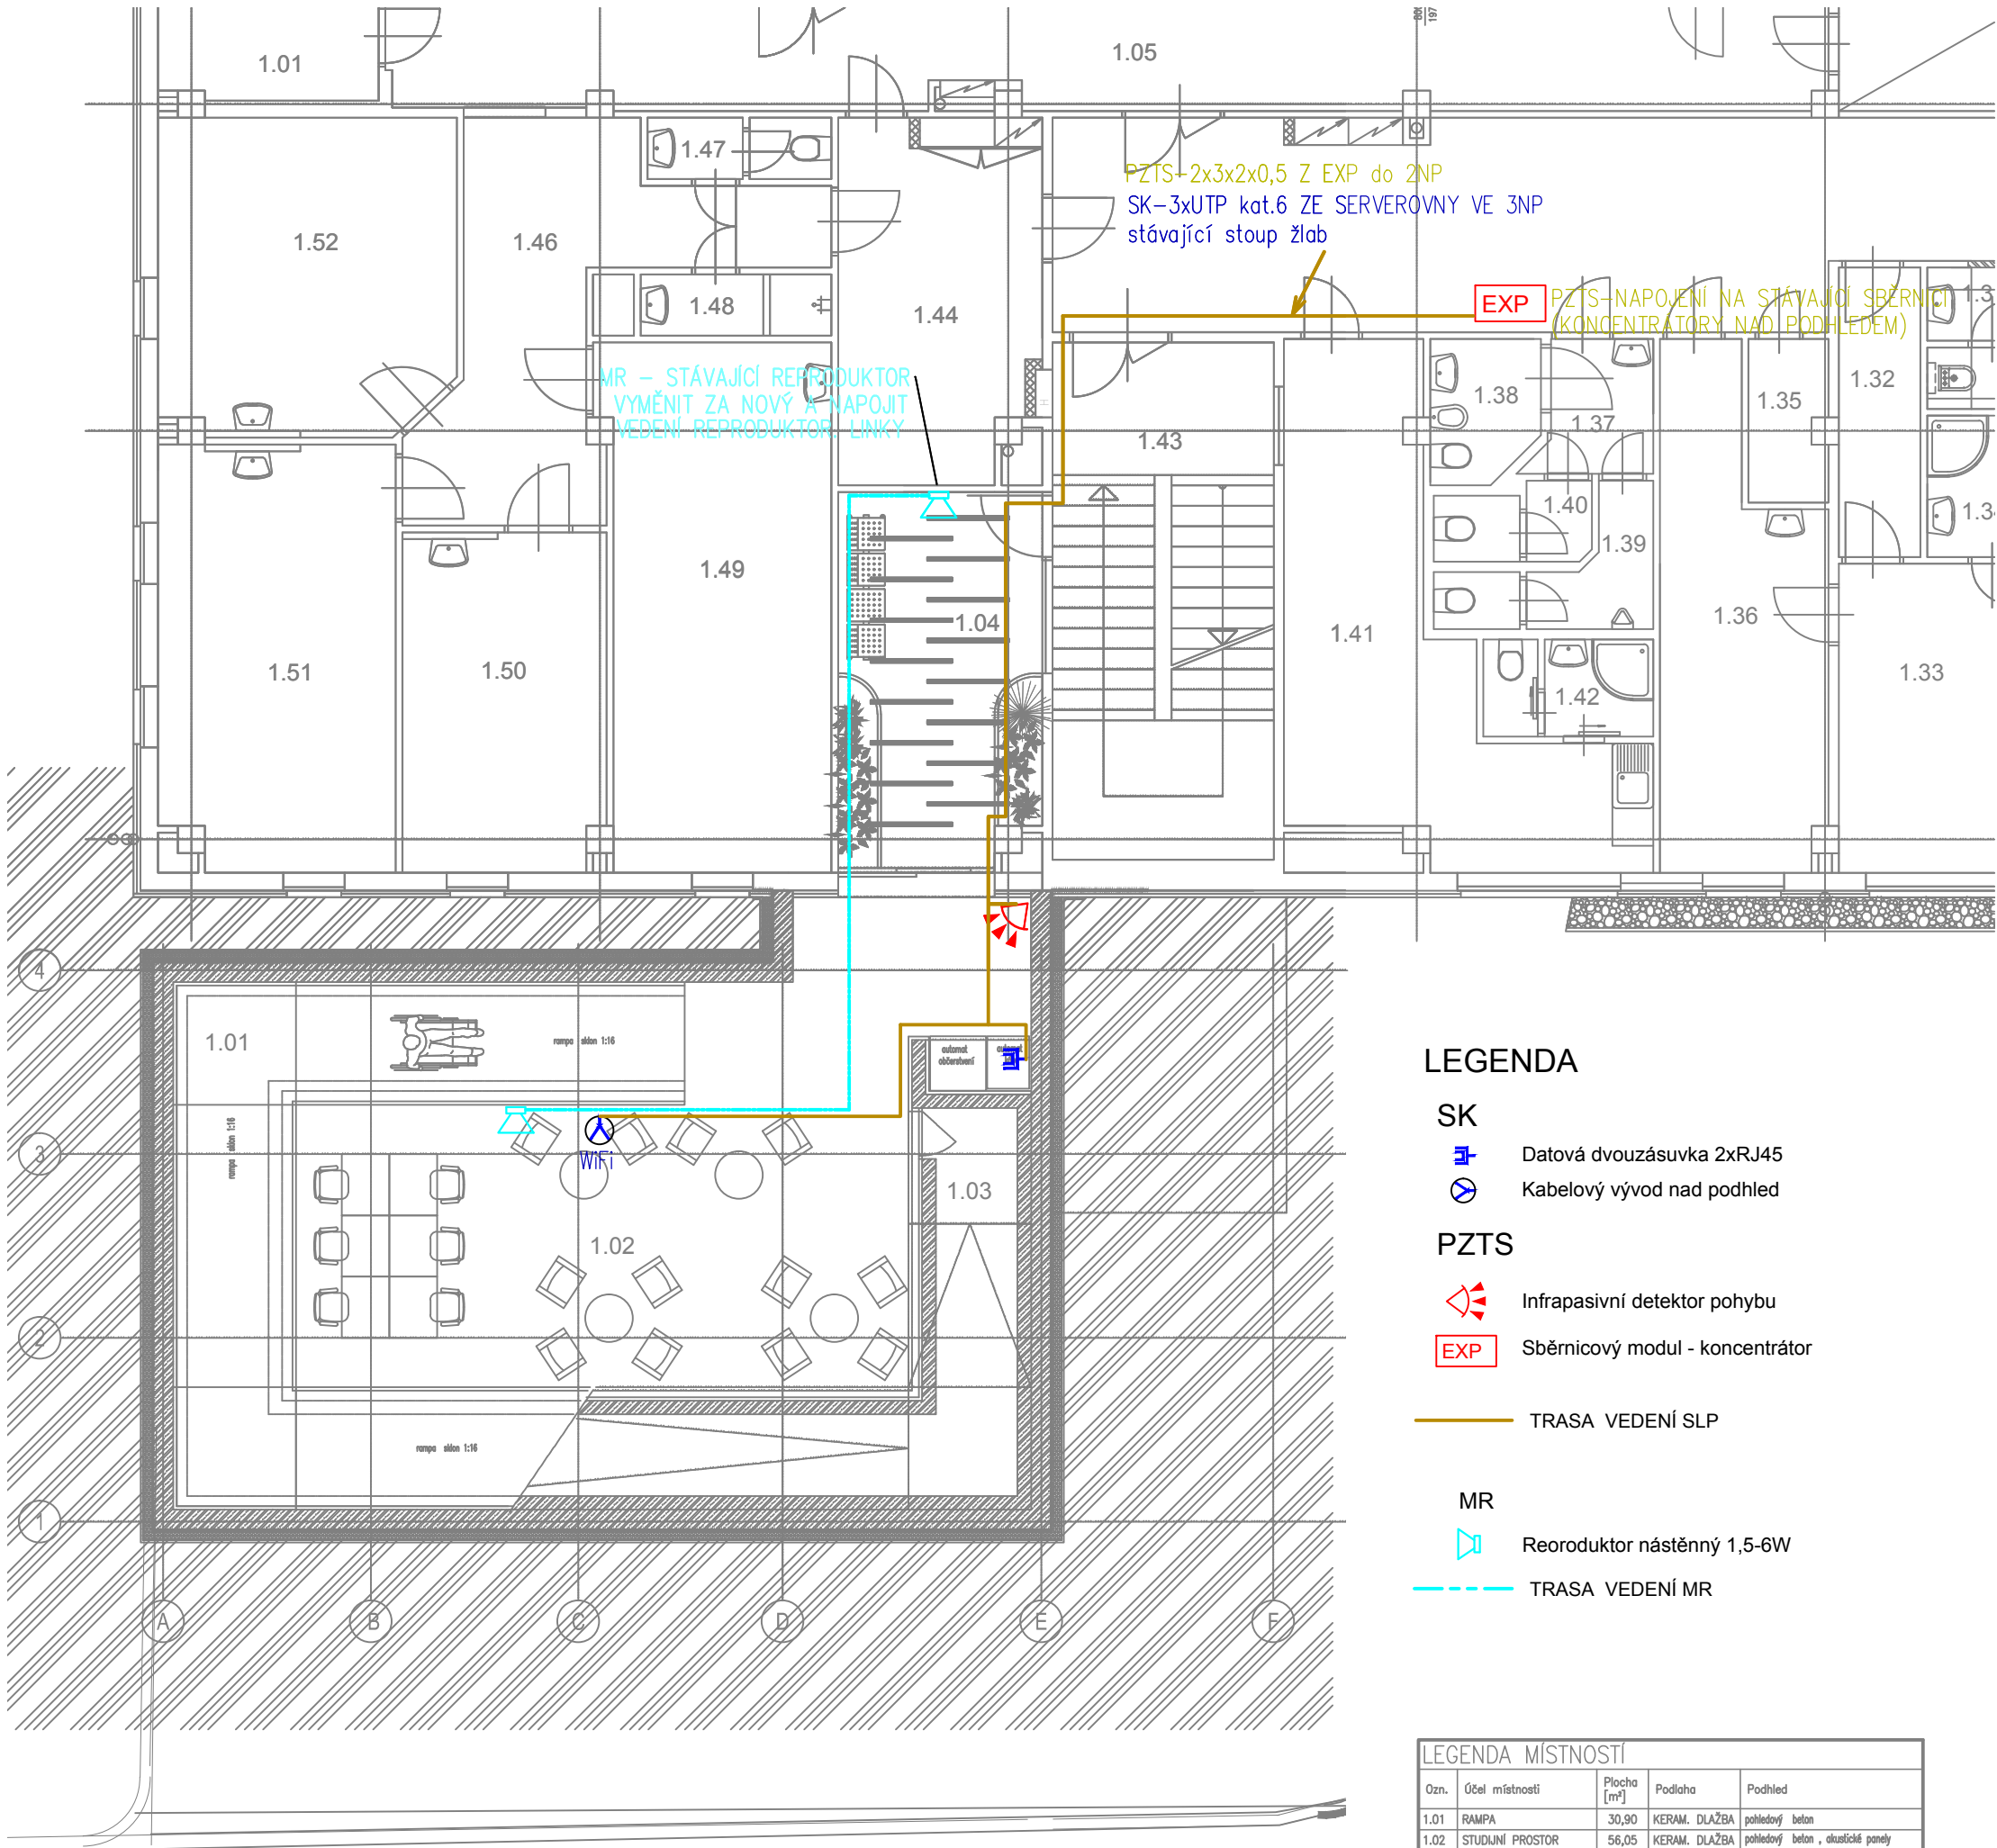 1.01
1.05
1.47
PZTS-2x3x2x0,5 Z EXP do 2NP
SK-3xUTP kat.6 ZE SERVEROVNY VE 3NP
stávající stoup žlab
1.52
1.46
1.48
1.44
EXP
PZTS-NAPOJENÍ NA STÁVAJÍCÍ SBĚRNICI
(KONCENTRÁTORY NAD PODHLEDEM)
MR - STÁVAJÍCÍ REPRODUKTOR
VYMĚNIT ZA NOVÝ A NAPOJIT
VEDENÍ REPRODUKTOR. LINKY
1.38
1.37
1.35
1.32
1.43
1.40
1.39
1.49
1.04
1.41
1.36
1.51
1.50
1.42
1.33
4
1.01
rampa sklon 1:16
automat
občerstvení
automat
rampa sklon 1:16
3
WiFi
1.03
1.02
2
rampa sklon 1:16
1
A
B
C
D
E
F
LEGENDA
SK
Datová dvouzásuvka 2xRJ45
Kabelový vývod nad podhled
PZTS
Infrapasivní detektor pohybu
EXP
Sběrnicový modul - koncentrátor
TRASA VEDENÍ SLP
MR
Reoroduktor nástěnný 1,5-6W
TRASA VEDENÍ MR
LEGENDA MÍSTNOSTÍ
Ozn. Účel místnosti Plocha [m²] Podlaha Podhled
1.01 RAMPA 30,90 KERAM. DLAŽBA pohledový beton
1.02 STUDIJNÍ PROSTOR 56,05 KERAM. DLAŽBA pohledový beton , akustické panely